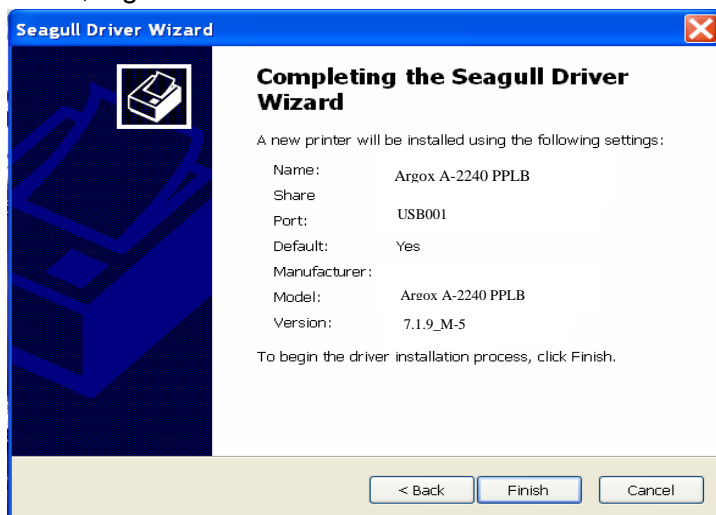 Seagull Driver Wizard
Completing the Seagull Driver
Wizard
A new printer will be installed using the following settings:
Name: Argox A-2240 PPLB
Share
Port: USB001
Default: Yes
Manufacturer:
Model: Argox A-2240 PPLB
Version: 7.1.9_M-5
To begin the driver installation process, click Finish.
< Back Finish Cancel